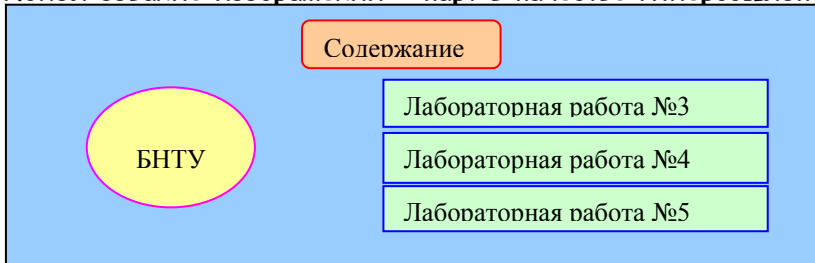 Содержание
Лабораторная работа №3
БНТУ
Лабораторная работа №4
Лабораторная работа №5